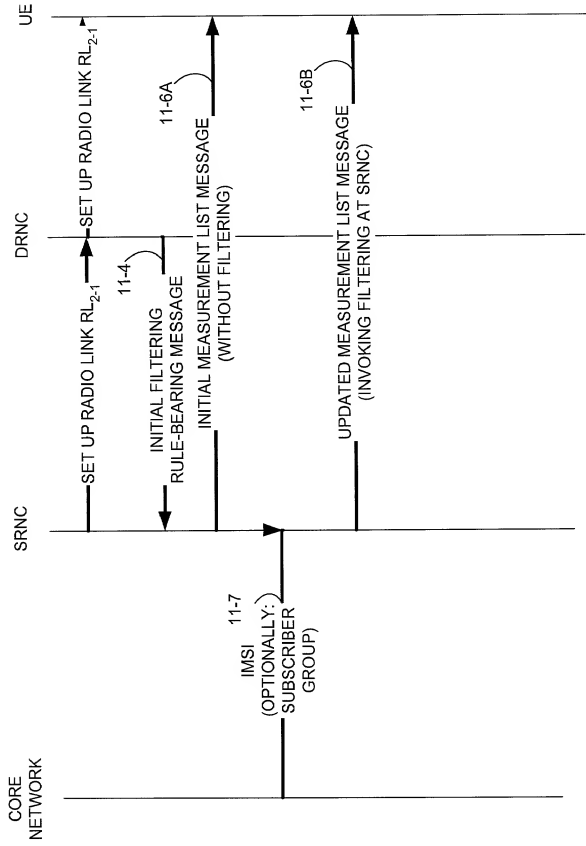 CORE
NETWORK
SRNC
DRNC
UE
SET UP RADIO LINK RL2-1
SET UP RADIO LINK RL2-1
11-4
INITIAL FILTERING
RULE-BEARING MESSAGE
11-6A
INITIAL MEASUREMENT LIST MESSAGE
(WITHOUT FILTERING)
11-7
IMSI
(OPTIONALLY:
SUBSCRIBER
GROUP)
11-6B
UPDATED MEASUREMENT LIST MESSAGE
(INVOKING FILTERING AT SRNC)